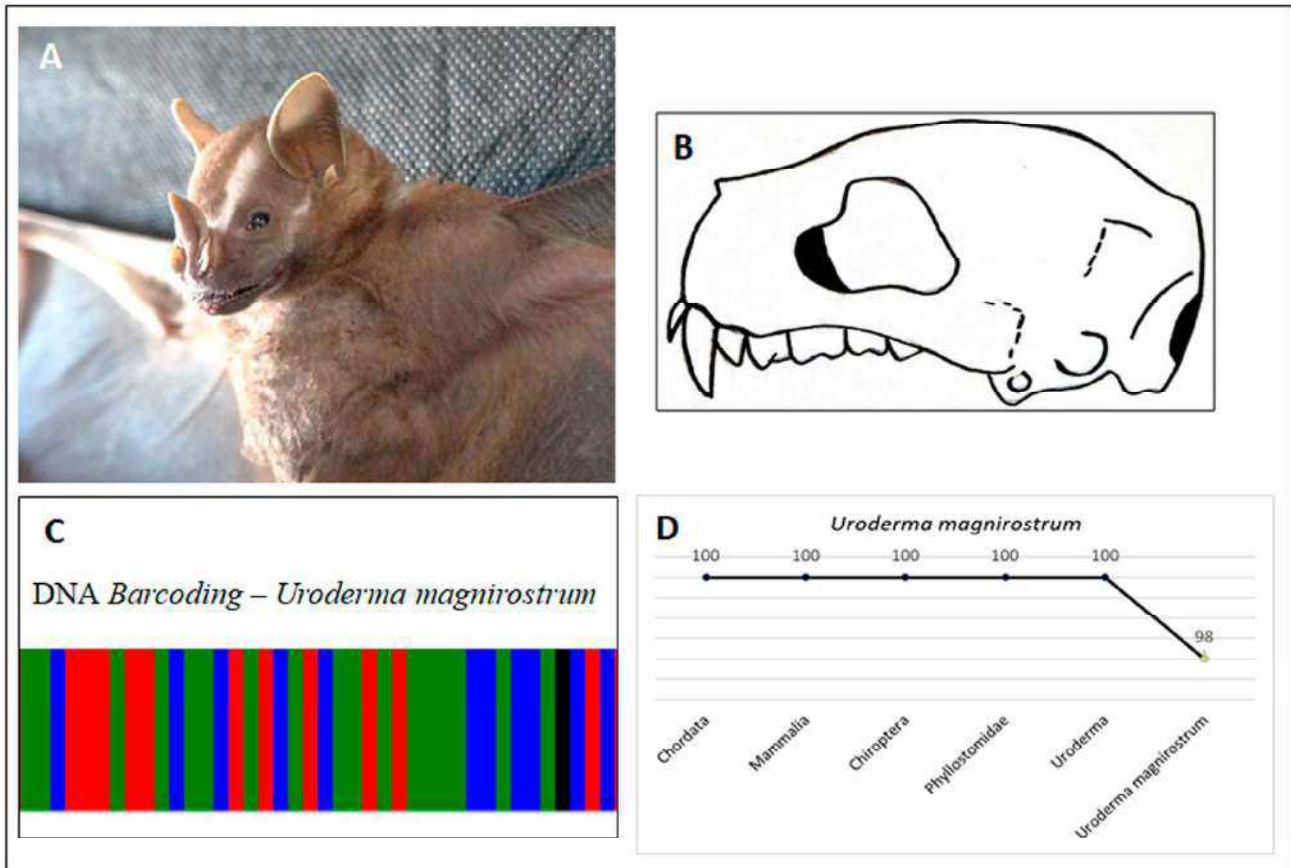 A
B
C
DNA Barcoding – Uroderma magnirostrum
D
Uroderma magnirostrum
100 100 100 100 100
98
Chordata
Mammalia
Chiroptera
Phyllostomidae
Uroderma
Uroderma magnirostrum